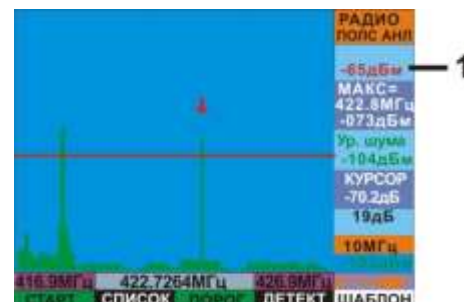 РАДИО
ПОЛС АНЛ
-65дБм
1
МАКС=
422.8МГц
-073дБм
Ур. шума
-104дБм
КУРСОР
-70.2дБ
19дБ
10МГц
416.9МГц 422.7264МГц 426.9МГц
СТАРТ СПИСОК ПОРОГ ДЕТЕКТ ШАБЛОН